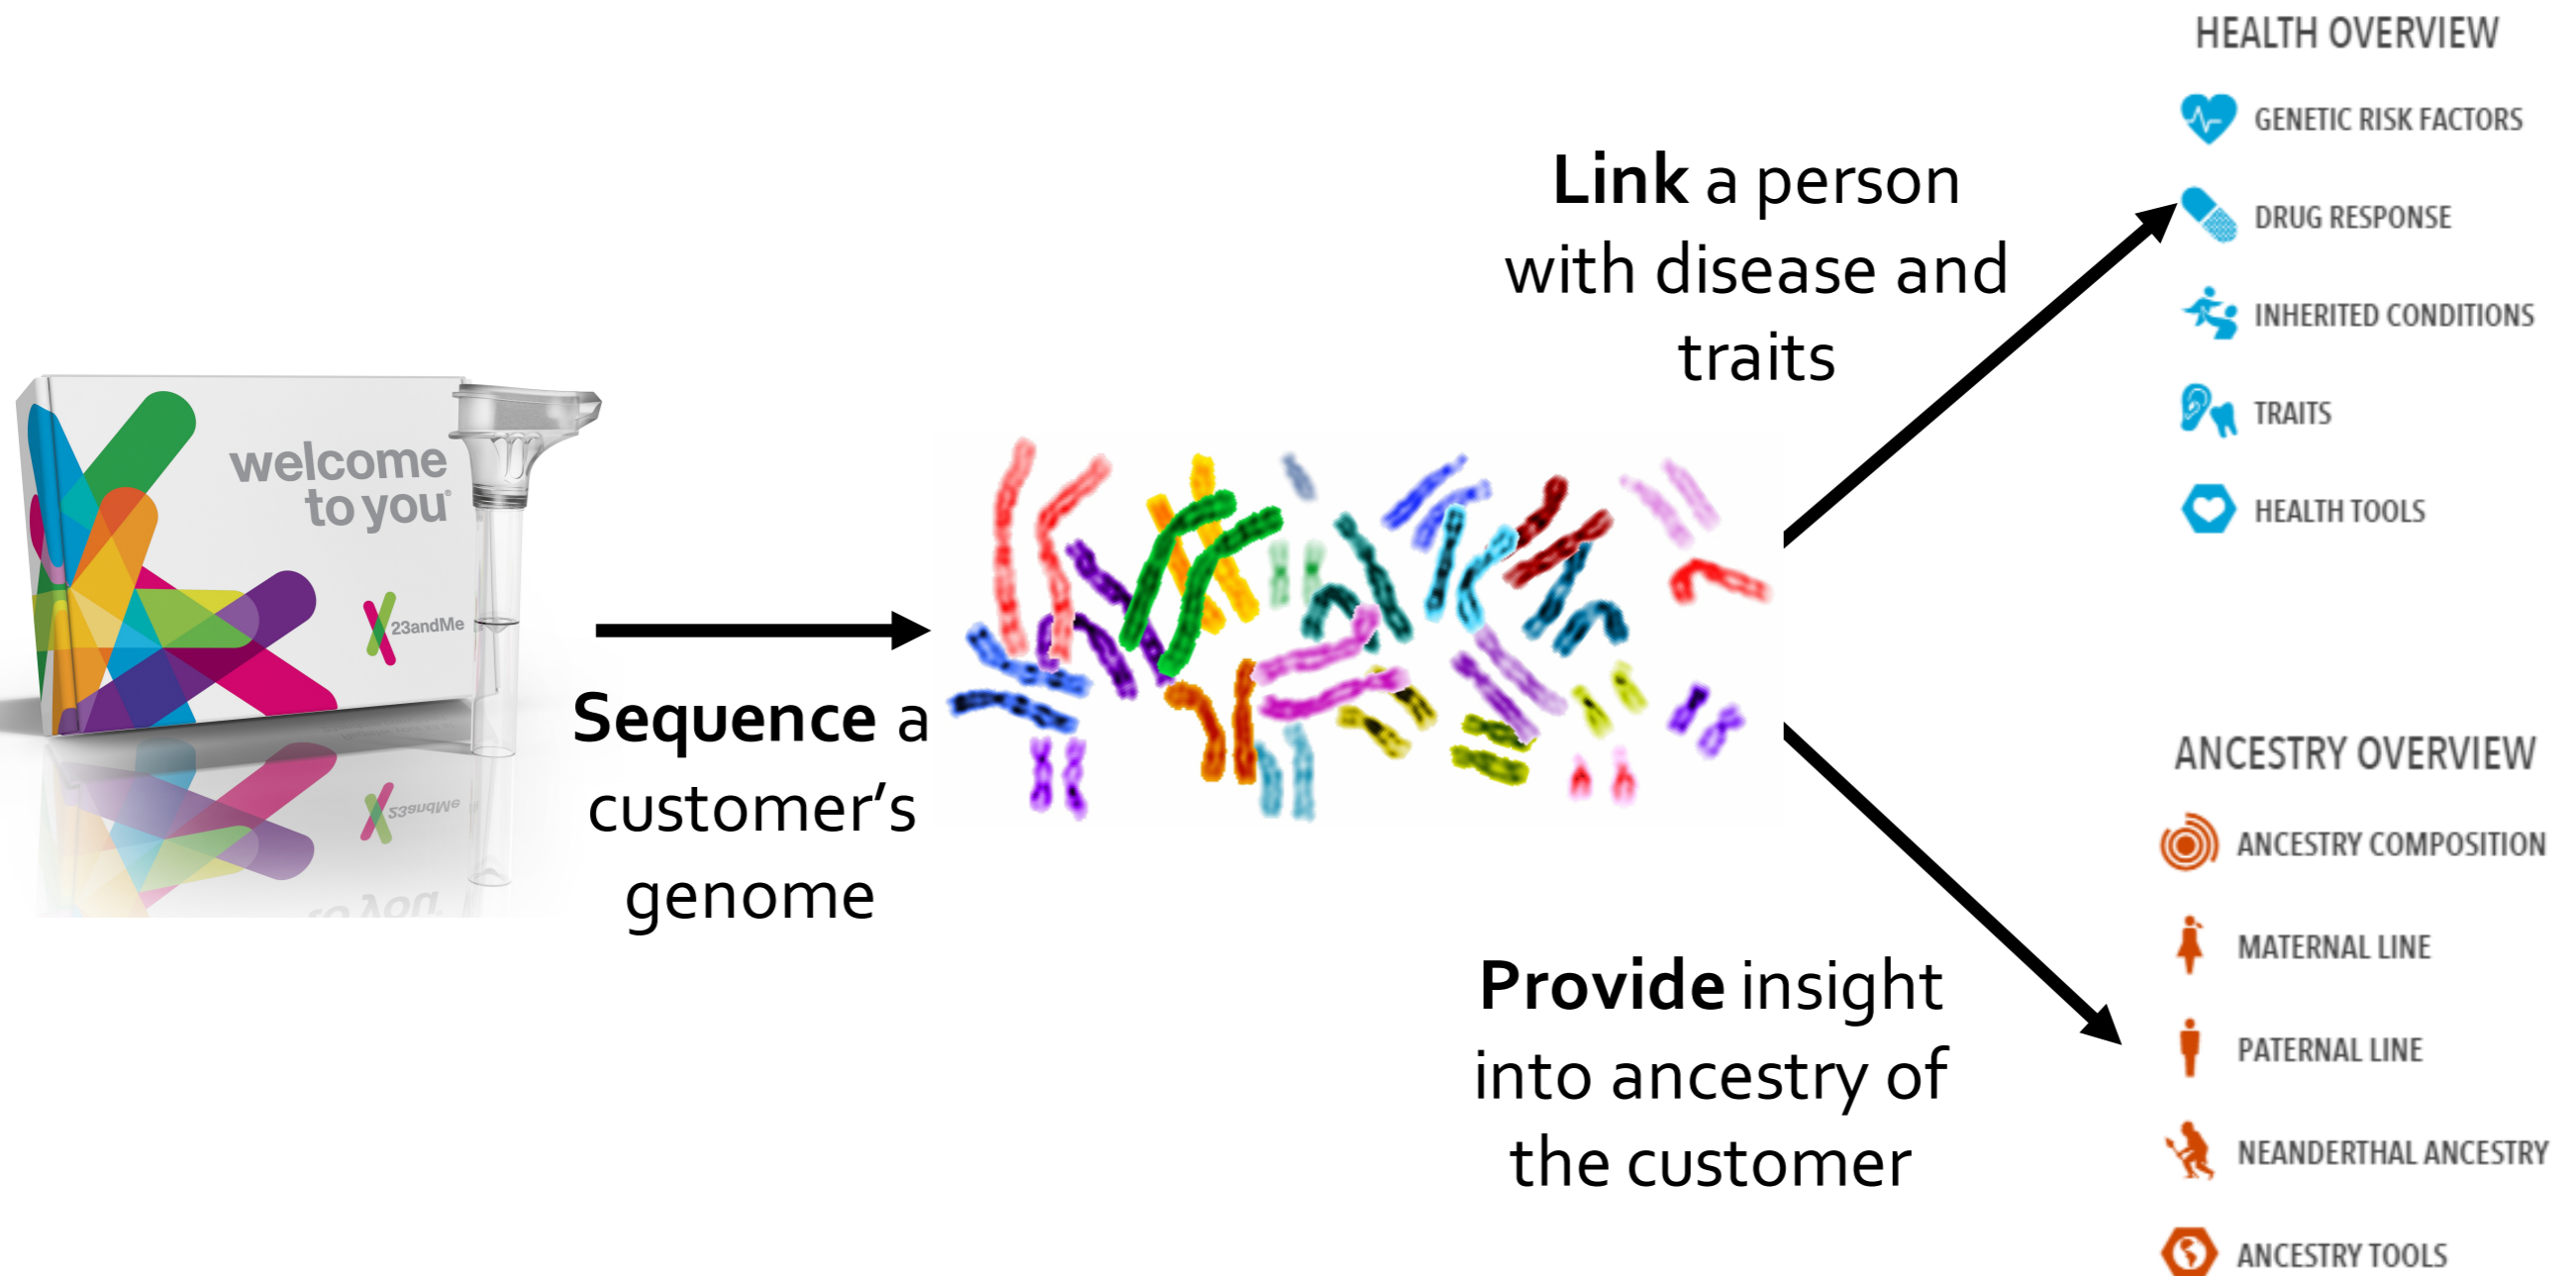 welcome
to you®
23andMe
Sequence a
customer's
genome
Link a person
with disease and
traits
Provide insight
into ancestry of
the customer
HEALTH OVERVIEW
GENETIC RISK FACTORS
DRUG RESPONSE
INHERITED CONDITIONS
TRAITS
HEALTH TOOLS
ANCESTRY OVERVIEW
ANCESTRY COMPOSITION
MATERNAL LINE
PATERNAL LINE
NEANDERTHAL ANCESTRY
ANCESTRY TOOLS